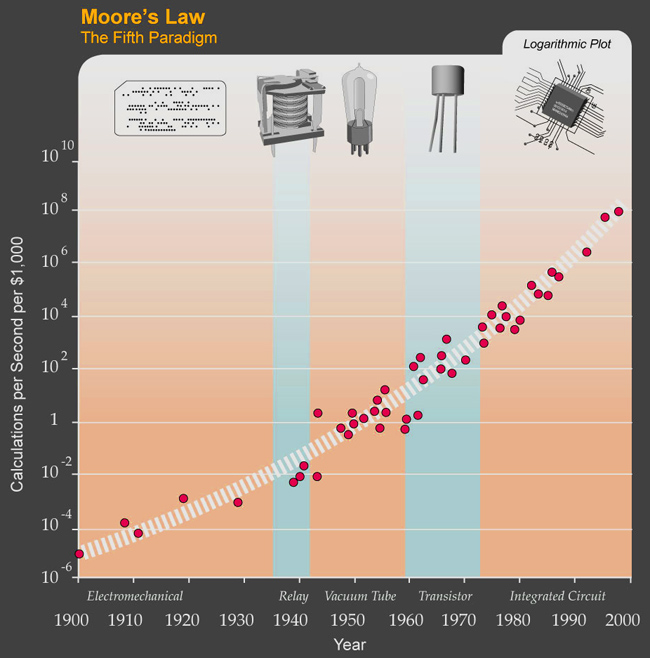 Moore's Law
The Fifth Paradigm
Logarithmic Plot
Calculations per Second per $1,000
10 10
10 8
10 6
10 4
10 2
1
10 -2
10 -4
10 -6
Electromechanical Relay Vacuum Tube Transistor Integrated Circuit
1900 1910 1920 1930 1940 1950 1960 1970 1980 1990 2000
Year